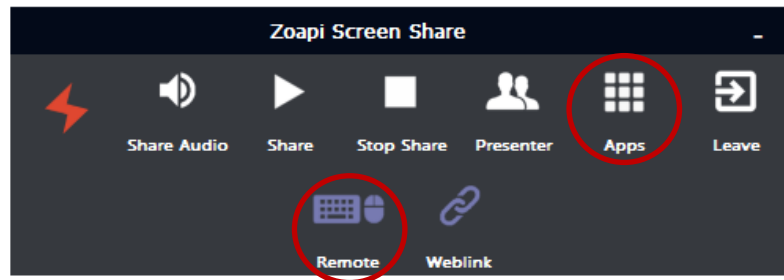 Zoapi Screen Share
Share Audio Share Stop Share Presenter Apps Leave
Remote Weblink